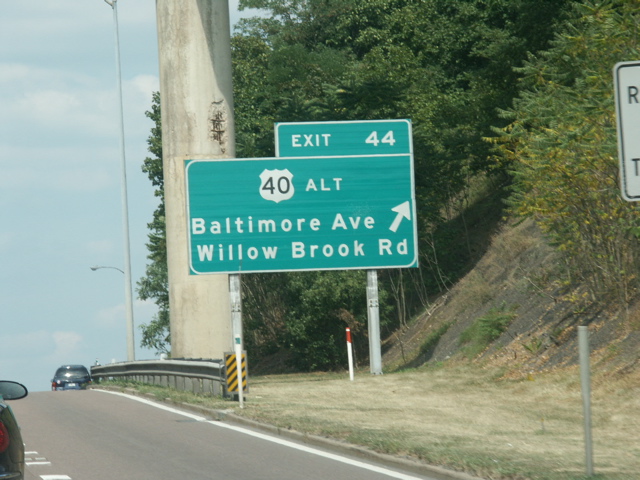 EXIT 44
40 ALT
Baltimore Ave
Willow Brook Rd
R
T